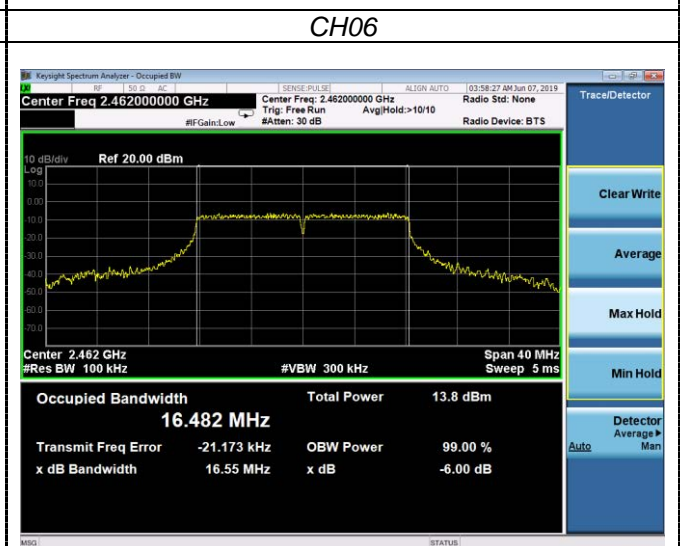 CH06
Keysight Spectrum Analyzer - Occupied BW
RF 50 Ω AC SENSE:PULSE ALIGN AUTO 03:58:27 AM Jun 07, 2019
Center Freq 2.462000000 GHz Center Freq: 2.462000000 GHz Radio Std: None
Trig: Free Run Avg|Hold:>10/10
#IFGain:Low #Atten: 30 dB Radio Device: BTS
Trace/Detector
10 dB/div Ref 20.00 dBm
Log
10.0
0.00
-10.0
-20.0
-30.0
-40.0
-50.0
-60.0
-70.0
Center 2.462 GHz Span 40 MHz
#Res BW 100 kHz #VBW 300 kHz Sweep 5 ms
Occupied Bandwidth Total Power 13.8 dBm
16.482 MHz
Transmit Freq Error -21.173 kHz OBW Power 99.00 %
x dB Bandwidth 16.55 MHz x dB -6.00 dB
Clear Write
Average
Max Hold
Min Hold
Detector
Average
Auto Man
MSG STATUS